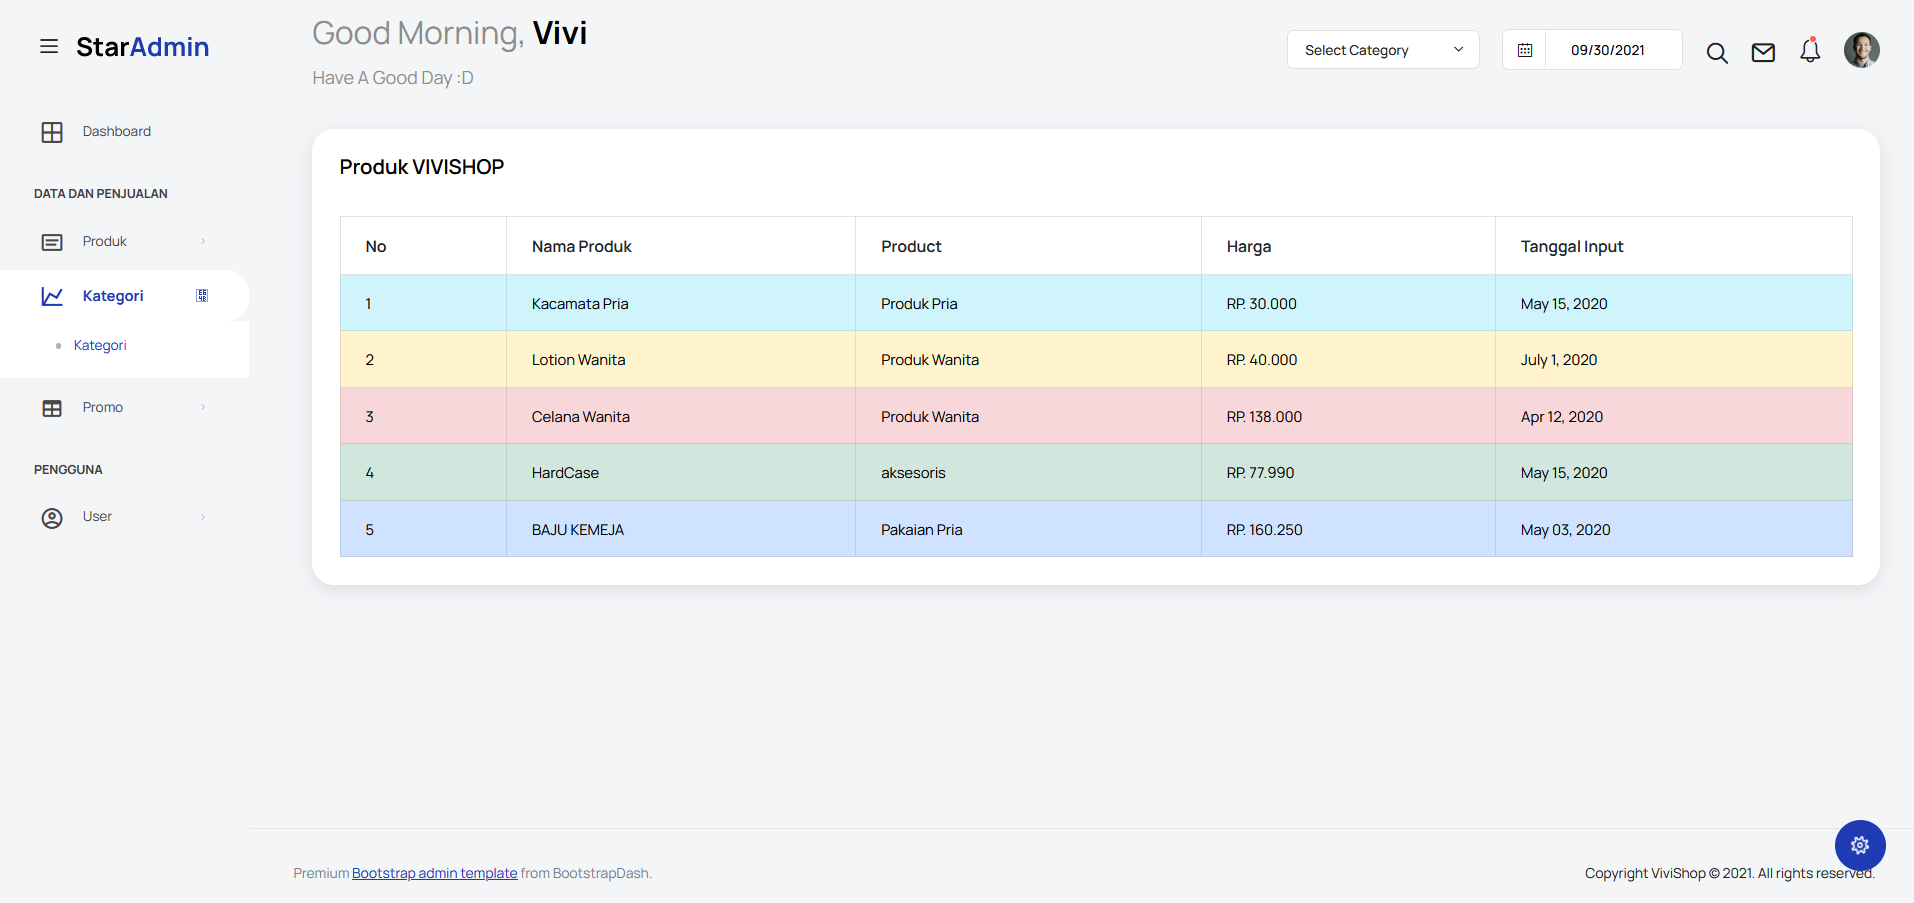 StarAdmin
Good Morning, Vivi
Have A Good Day :D
Select Category
09/30/2021
Dashboard
DATA DAN PENJUALAN
Produk
Kategori
Kategori
Promo
PENGGUNA
User
Produk VIVISHOP
No Nama Produk Product Harga Tanggal Input
1 Kacamata Pria Produk Pria RP. 30.000 May 15, 2020
2 Lotion Wanita Produk Wanita RP. 40.000 July 1, 2020
3 Celana Wanita Produk Wanita RP. 138.000 Apr 12, 2020
4 HardCase aksesoris RP. 77.990 May 15, 2020
5 BAJU KEMEJA Pakaian Pria RP. 160.250 May 03, 2020
Premium Bootstrap admin template from BootstrapDash.
Copyright ViviShop © 2021. All rights reserved.